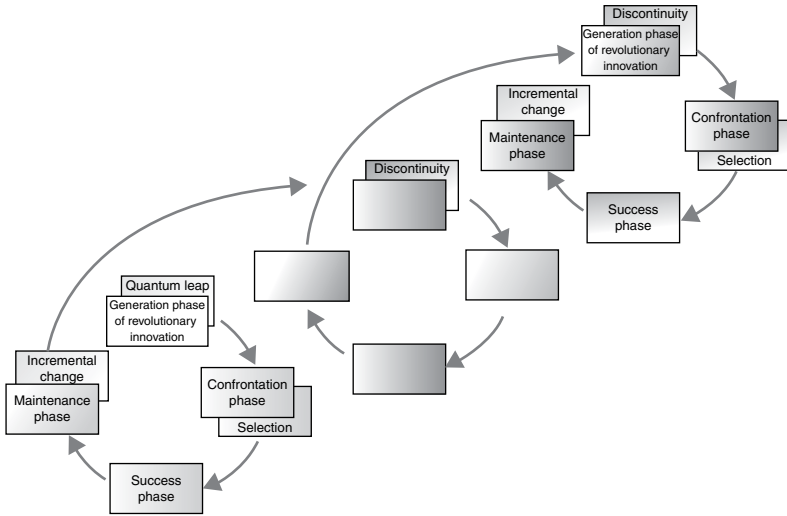 Discontinuity
Generation phase
of revolutionary
innovation
Incremental
change
Maintenance
phase
Confrontation
phase
Selection
Success
phase
Discontinuity
Quantum leap
Generation phase
of revolutionary
innovation
Incremental
change
Maintenance
phase
Confrontation
phase
Selection
Success
phase